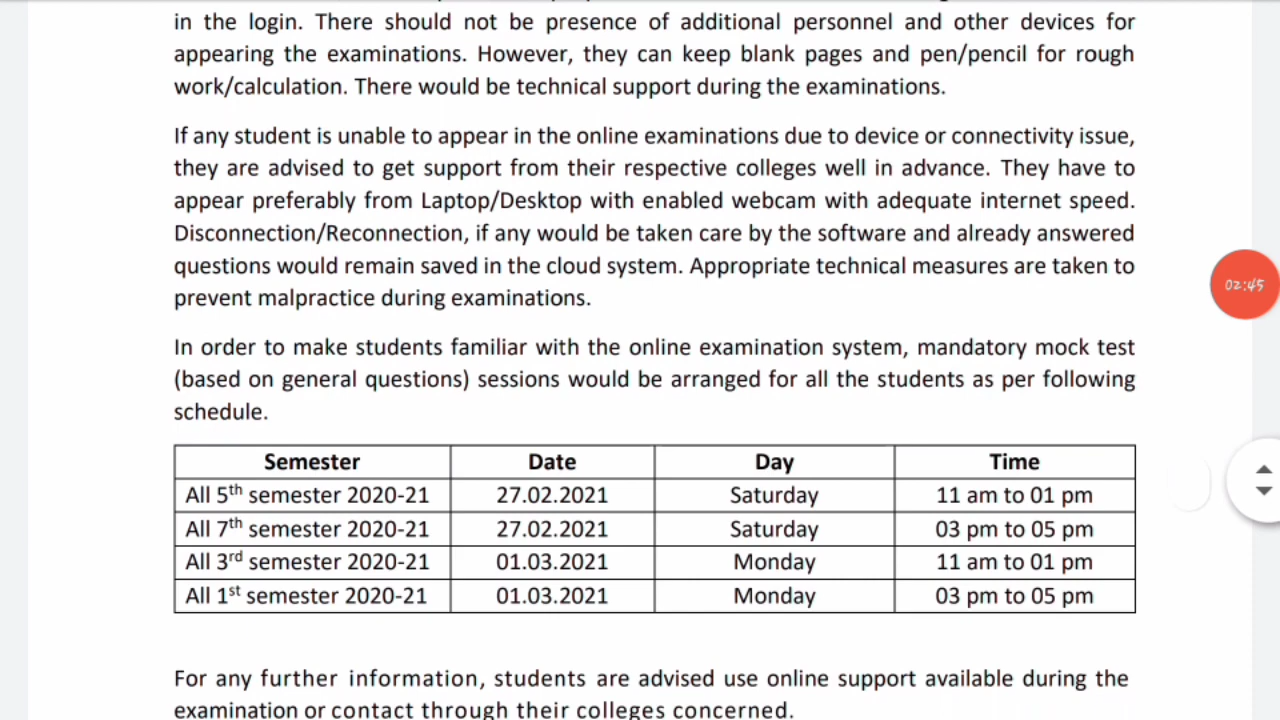 in the login. There should not be presence of additional personnel and other devices for
appearing the examinations. However, they can keep blank pages and pen/pencil for rough
work/calculation. There would be technical support during the examinations.
If any student is unable to appear in the online examinations due to device or connectivity issue,
they are advised to get support from their respective colleges well in advance. They have to
appear preferably from Laptop/Desktop with enabled webcam with adequate internet speed.
Disconnection/Reconnection, if any would be taken care by the software and already answered
questions would remain saved in the cloud system. Appropriate technical measures are taken to
prevent malpractice during examinations.
02:45
In order to make students familiar with the online examination system, mandatory mock test
(based on general questions) sessions would be arranged for all the students as per following
schedule.
Semester Date Day Time
All 5th semester 2020-21 27.02.2021 Saturday 11 am to 01 pm
All 7th semester 2020-21 27.02.2021 Saturday 03 pm to 05 pm
All 3rd semester 2020-21 01.03.2021 Monday 11 am to 01 pm
All 1st semester 2020-21 01.03.2021 Monday 03 pm to 05 pm
For any further information, students are advised use online support available during the
examination or contact through their colleges concerned.